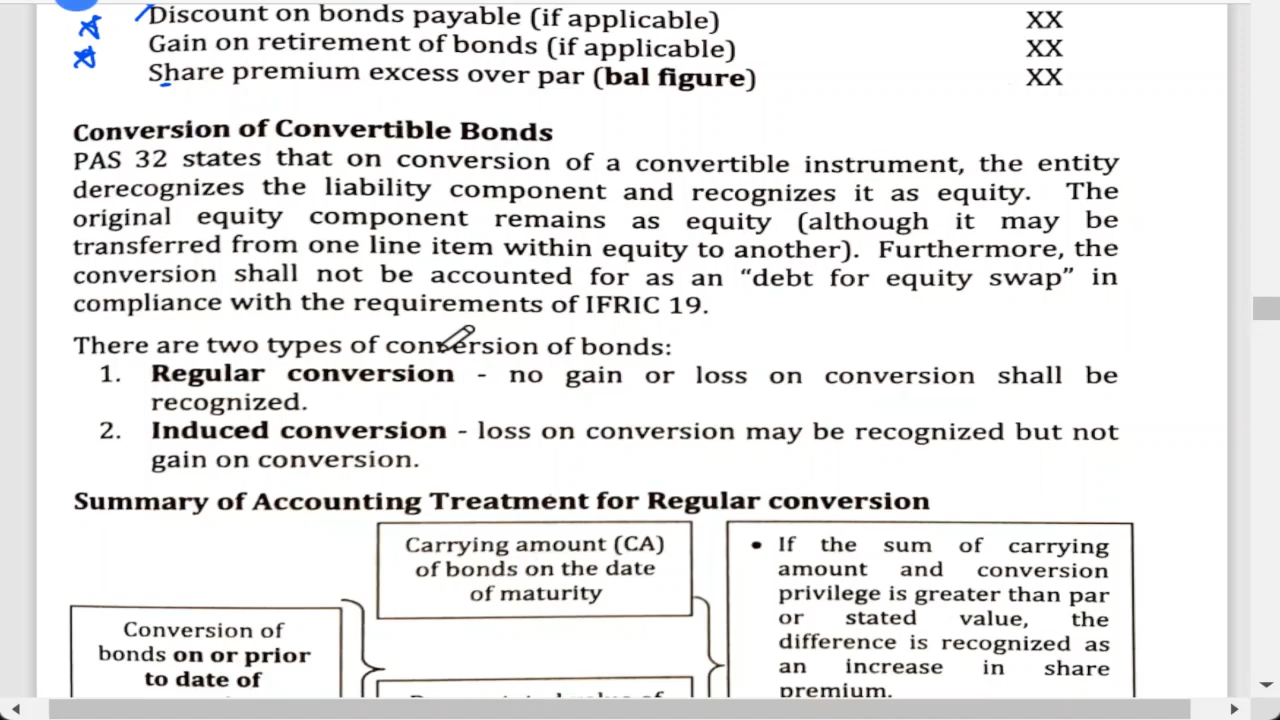 Discount on bonds payable (if applicable) XX
Gain on retirement of bonds (if applicable) XX
Share premium excess over par (bal figure) XX
Conversion of Convertible Bonds
PAS 32 states that on conversion of a convertible instrument, the entity
derecognizes the liability component and recognizes it as equity. The
original equity component remains as equity (although it may be
transferred from one line item within equity to another). Furthermore, the
conversion shall not be accounted for as an “debt for equity swap” in
compliance with the requirements of IFRIC 19.
There are two types of conversion of bonds:
1. Regular conversion - no gain or loss on conversion shall be
recognized.
2. Induced conversion - loss on conversion may be recognized but not
gain on conversion.
Summary of Accounting Treatment for Regular conversion
Conversion of
bonds on or prior
to date of
Carrying amount (CA)
of bonds on the date
of maturity
• If the sum of carrying
amount and conversion
privilege is greater than par
or stated value, the
difference is recognized as
an increase in share
premium.